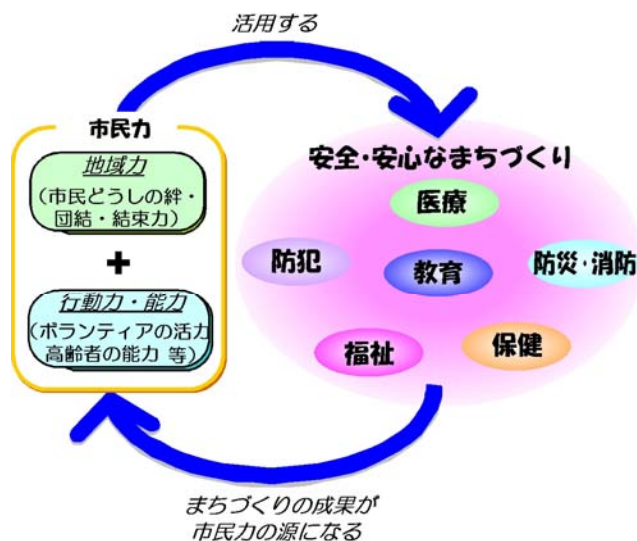 活用する
市民力
地域力
(市民どうしの絆・
団結・結束力)
+
行動力・能力
(ボランティアの活力
高齢者の能力 等)
安全・安心なまちづくり
医療
防犯
教育
防災・消防
福祉
保健
まちづくりの成果が
市民力の源になる